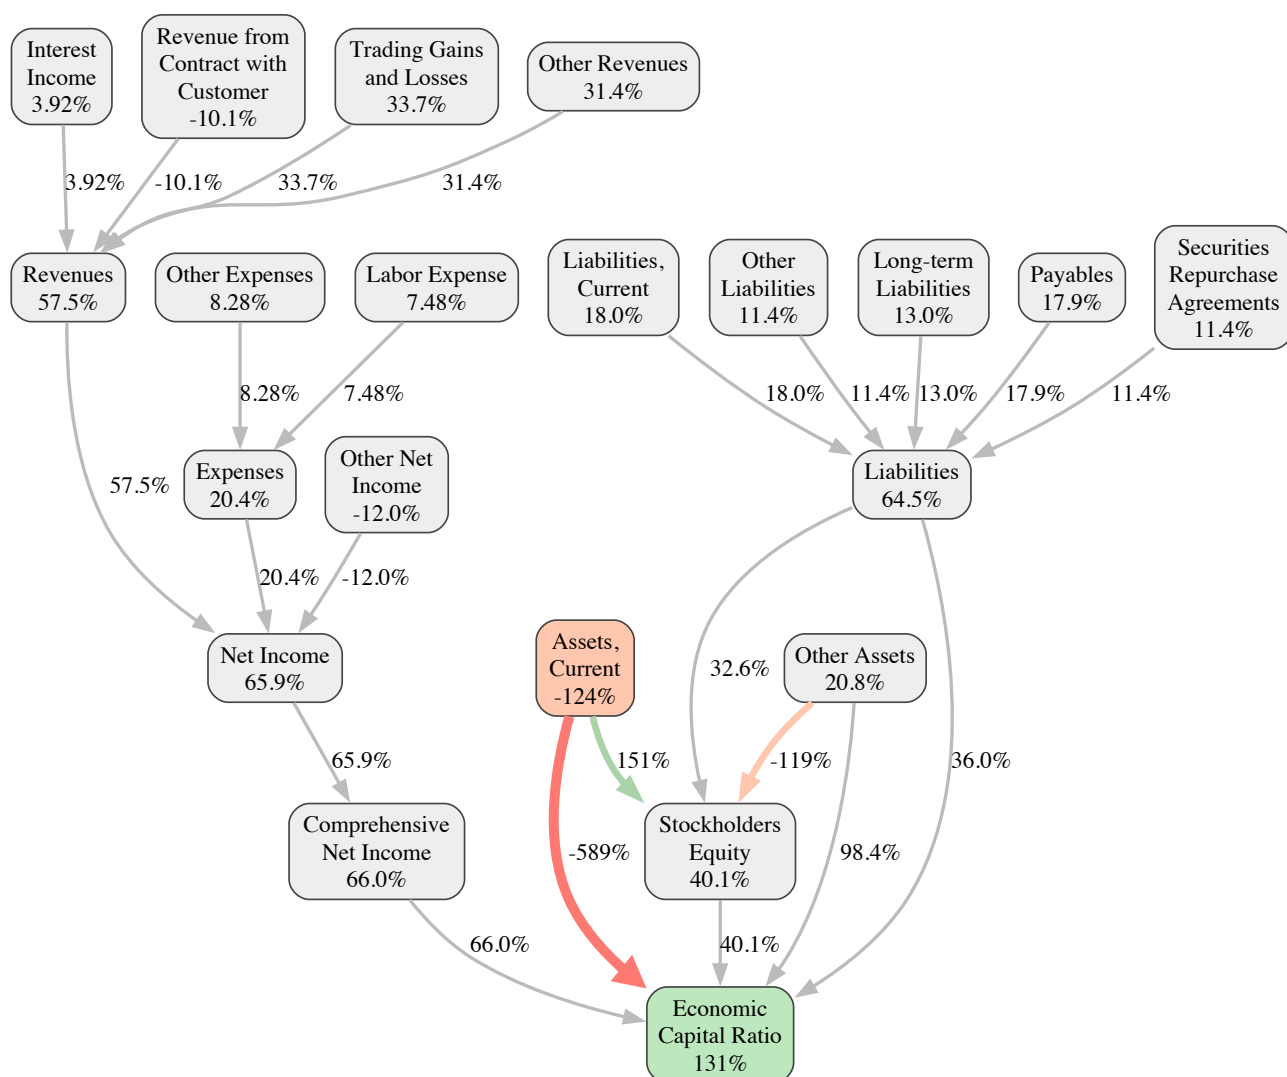 Interest
Income
3.92%
Revenue from
Contract with
Customer
-10.1%
Trading Gains
and Losses
33.7%
Other Revenues
31.4%
3.92%
-10.1%
33.7%
31.4%
Revenues
57.5%
Other Expenses
8.28%
Labor Expense
7.48%
Liabilities,
Current
18.0%
Other
Liabilities
11.4%
Long-term
Liabilities
13.0%
Payables
17.9%
Securities
Repurchase
Agreements
11.4%
8.28%
7.48%
18.0%
11.4%
13.0%
17.9%
11.4%
57.5%
Expenses
20.4%
Other Net
Income
-12.0%
Liabilities
64.5%
20.4%
-12.0%
Net Income
65.9%
Assets,
Current
-124%
32.6%
Other Assets
20.8%
65.9%
151%
-119%
36.0%
Comprehensive
Net Income
66.0%
-589%
Stockholders
Equity
40.1%
98.4%
66.0%
40.1%
Economic
Capital Ratio
131%